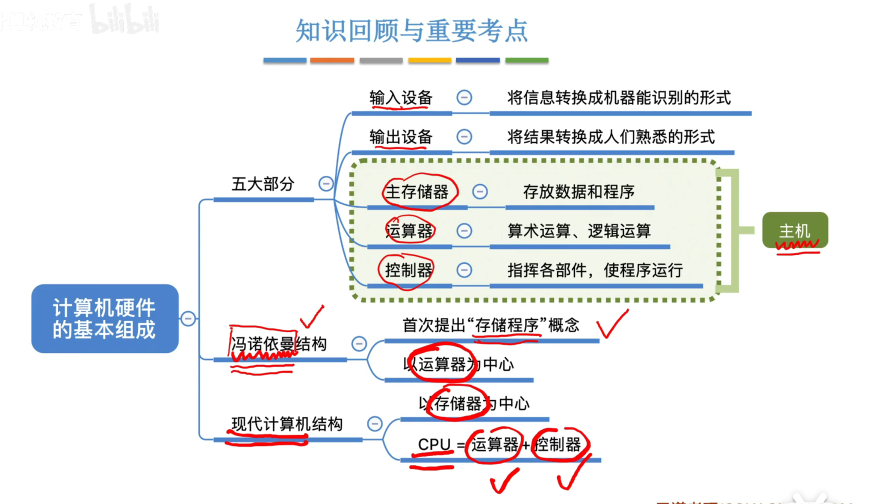 bilibili
知识回顾与重要考点
输入设备
将信息转换成机器能识别的形式
输出设备
将结果转换成人们熟悉的形式
五大部分
主存储器
存放数据和程序
运算器
算术运算、逻辑运算
主机
控制器
指挥各部件，使程序运行
计算机硬件
的基本组成
首次提出“存储程序”概念
冯诺依曼结构
以运算器为中心
以存储器为中心
现代计算机结构
CPU = 运算器+控制器